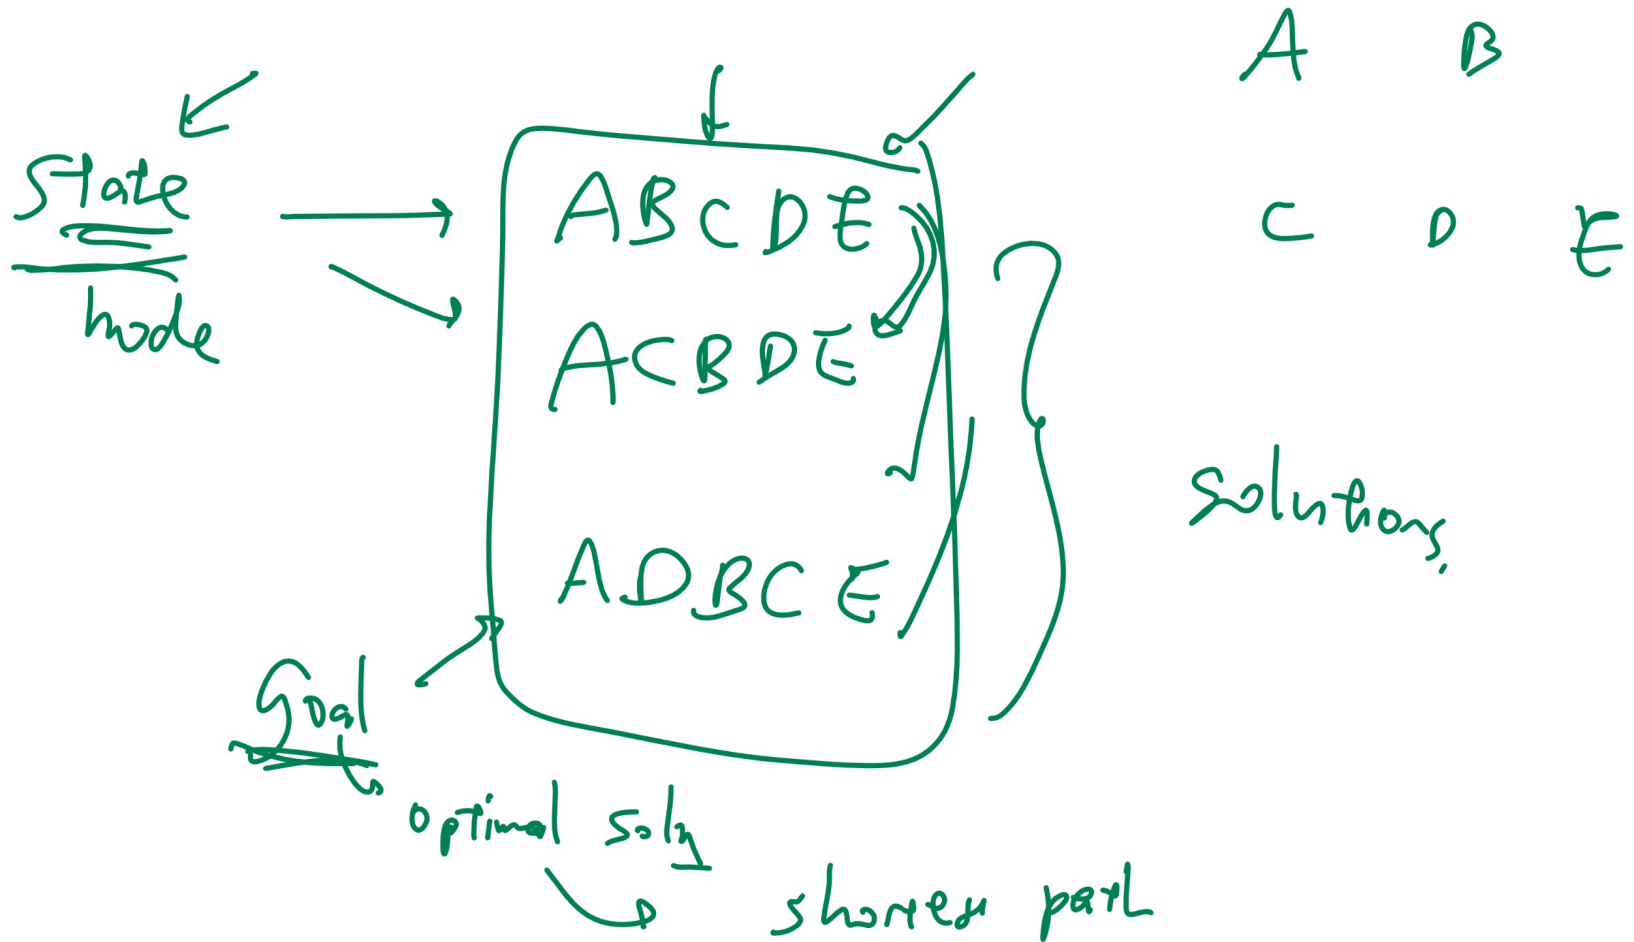 A B
State
ABCDE
C D E
node
ACBDE
solutions
ADBCE
Goal
optimal soln
shortest path